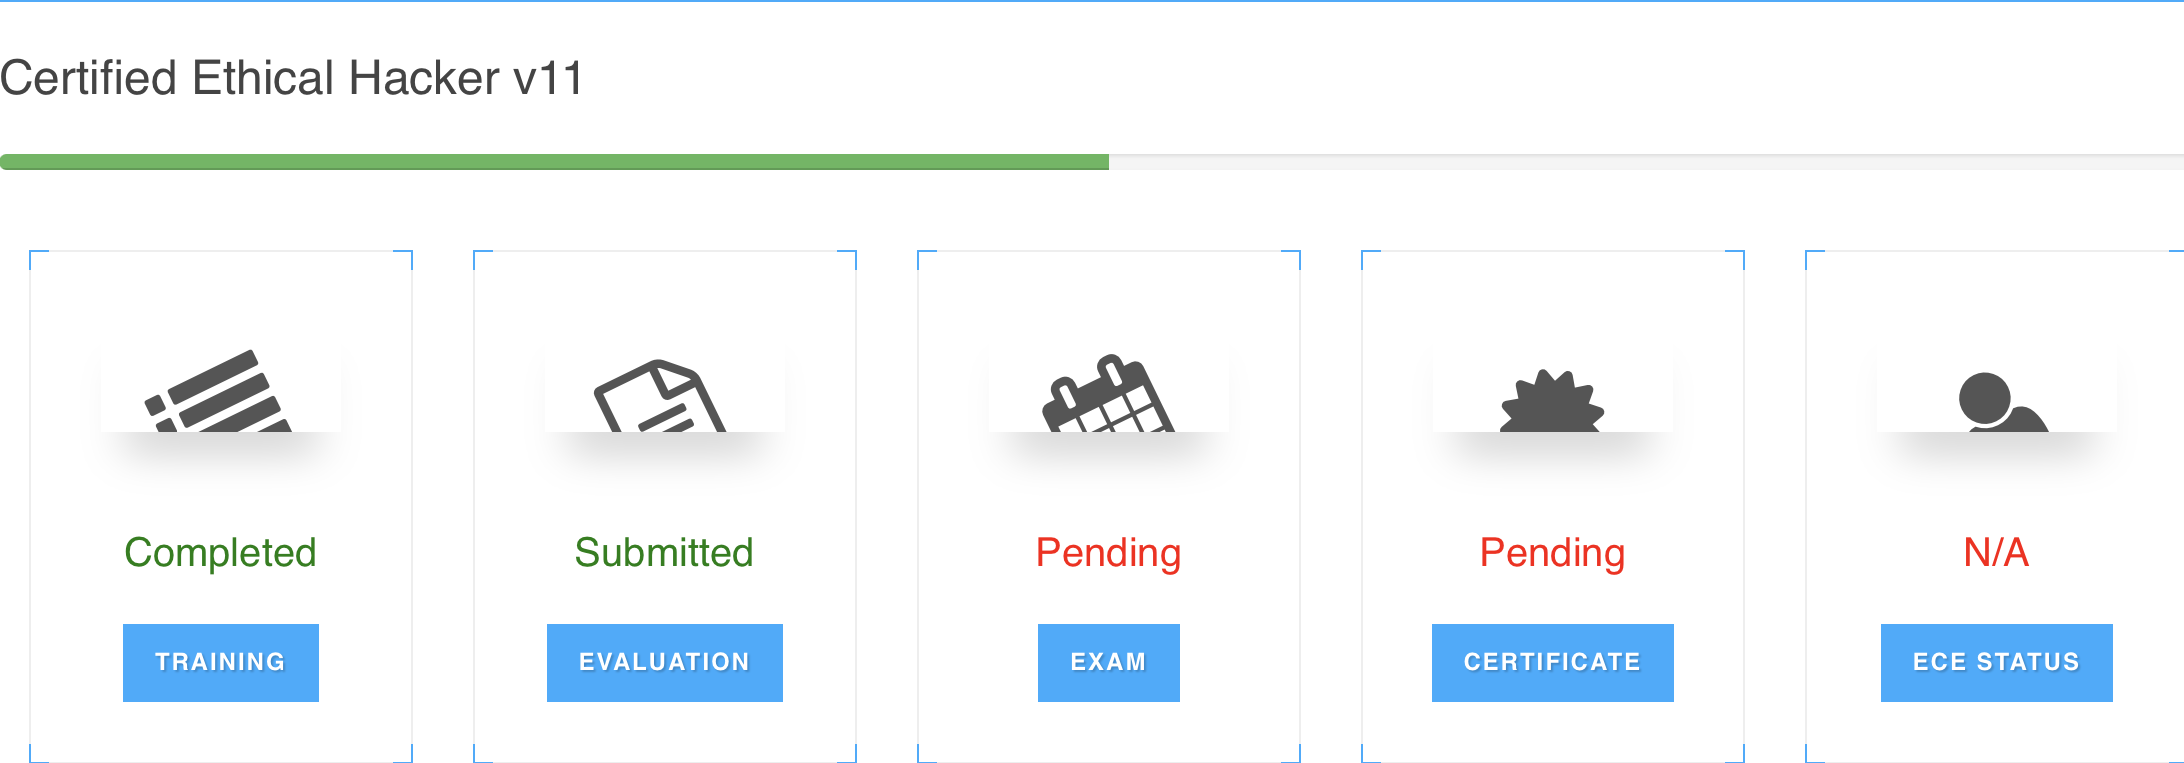 Certified Ethical Hacker v11
Completed
Submitted
Pending
Pending
N/A
TRAINING
EVALUATION
EXAM
CERTIFICATE
ECE STATUS